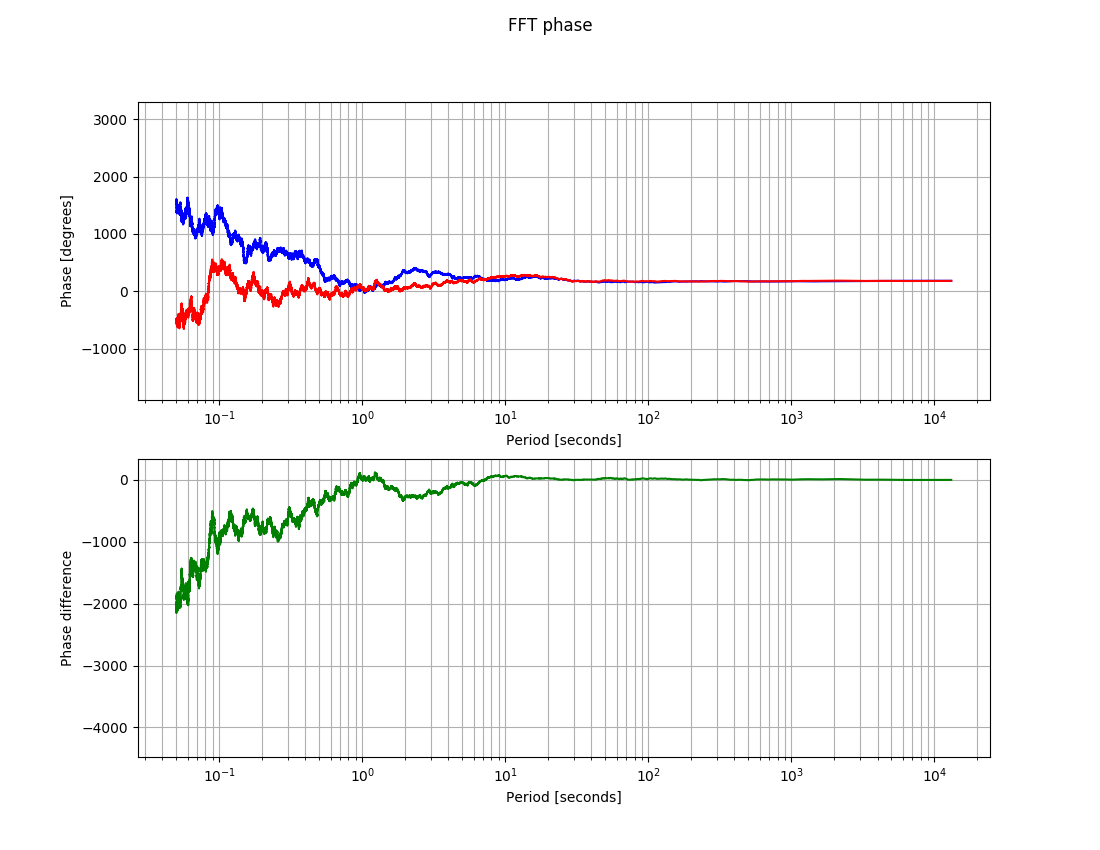 FFT phase
Phase [degrees]
3000
2000
1000
0
−1000
10⁻¹ 10⁰ 10¹ 10² 10³ 10⁴
Period [seconds]
Phase difference
0
−1000
−2000
−3000
−4000
10⁻¹ 10⁰ 10¹ 10² 10³ 10⁴
Period [seconds]